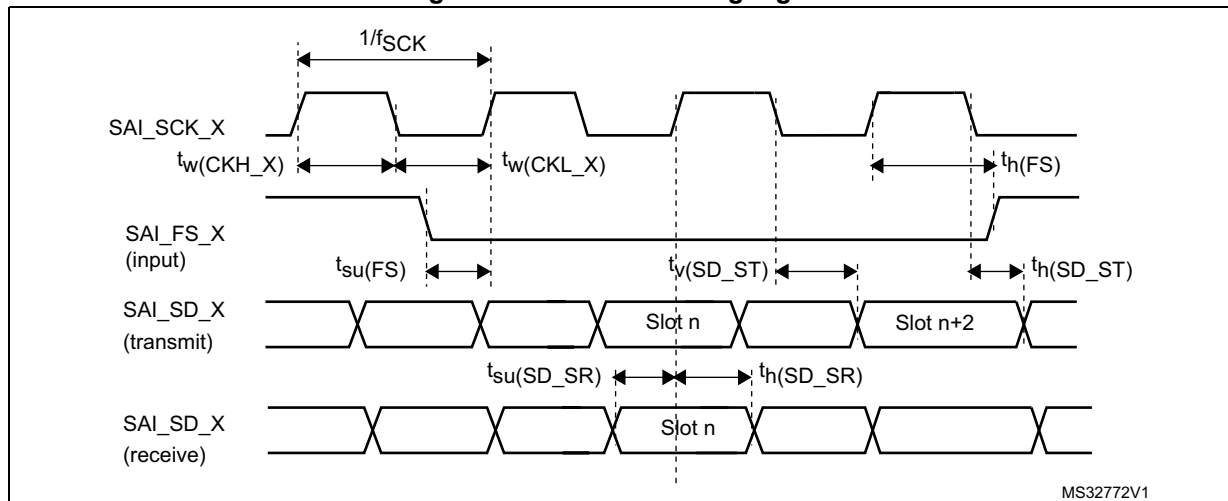 1/fSCK
SAI_SCK_X
tw(CKH_X) tw(CKL_X) th(FS)
SAI_FS_X
(input)
tsu(FS) tv(SD_ST) th(SD_ST)
SAI_SD_X
(transmit)
Slot n Slot n+2
tsu(SD_SR) th(SD_SR)
SAI_SD_X
(receive)
Slot n
MS32772V1